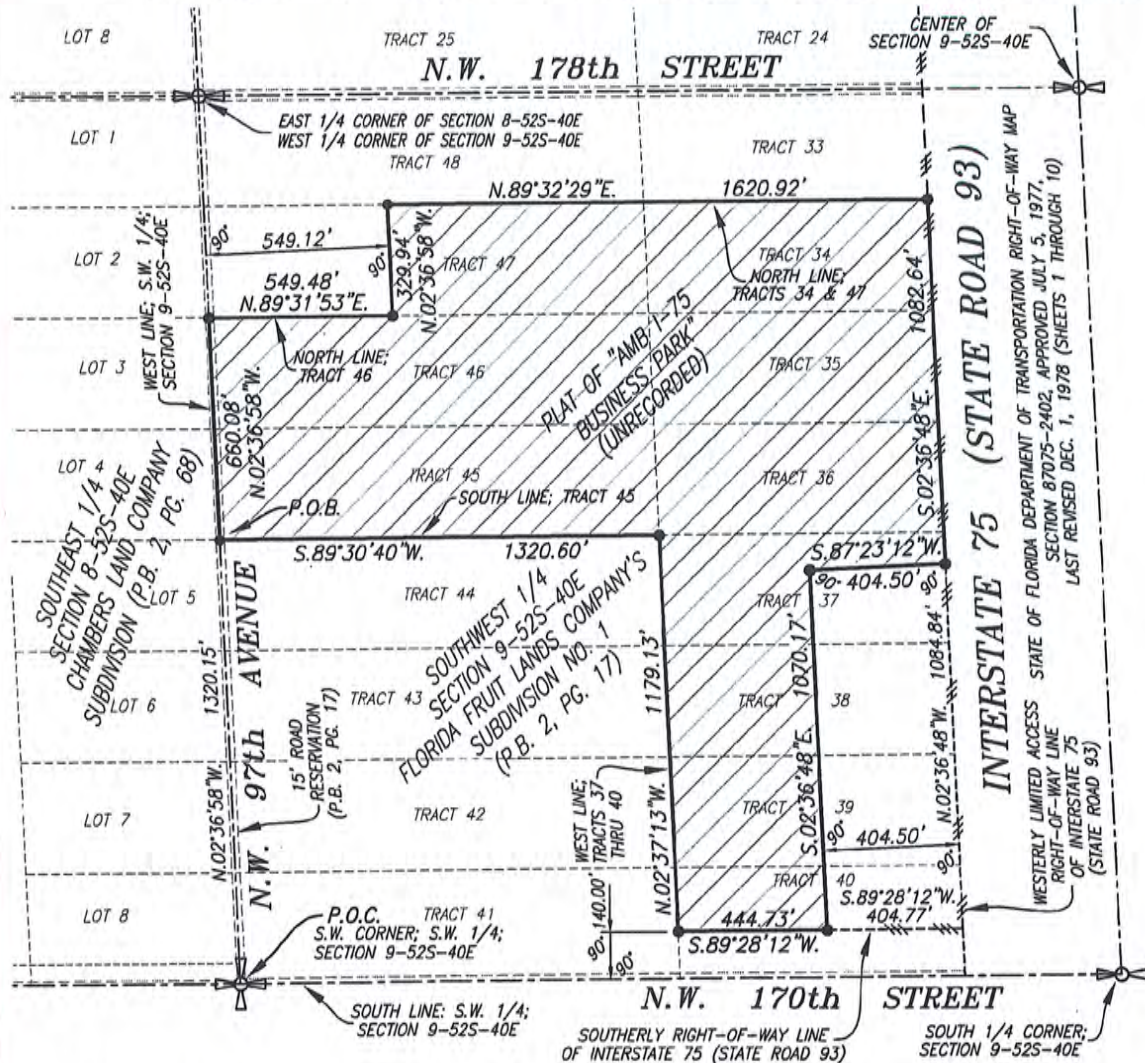 LOT 8
TRACT 25
TRACT 24
CENTER OF
SECTION 9-52S-40E
N.W. 178th STREET
EAST 1/4 CORNER OF SECTION 8-52S-40E
WEST 1/4 CORNER OF SECTION 9-52S-40E
LOT 1
TRACT 48
TRACT 33
N.89°32'29"E. 1620.92'
WEST LINE; S.W. 1/4;
SECTION 9-52S-40E
LOT 2
90'
549.12'
90'
329.94'
N.02°36'58"W.
TRACT 47
TRACT 34
NORTH LINE;
TRACTS 34 & 47
549.48'
N.89°31'53"E.
1082.64'
S.02°36'48"E.
LOT 3
NORTH LINE;
TRACT 46
TRACT 46
PLAT OF "AMB I-75
BUSINESS PARK"
(UNRECORDED)
TRACT 35
660.08'
N.02°36'58"W.
LOT 4
TRACT 45
SOUTH LINE; TRACT 45
TRACT 36
P.O.B.
S.89°30'40"W. 1320.60'
S.87°23'12"W.
90' 404.50' 90'
SOUTHEAST 1/4
SECTION 8-52S-40E
CHAMBERS LAND COMPANY
SUBDIVISION (P.B. 2, PG. 68)
LOT 5
TRACT 44
TRACT 37
SOUTHWEST 1/4
SECTION 9-52S-40E
FLORIDA FRUIT LANDS COMPANY'S
SUBDIVISION NO. 1
(P.B. 2, PG. 17)
1320.15'
N.02°36'58"W.
N.W. 97th AVENUE
15' ROAD
RESERVATION
(P.B. 2, PG. 17)
LOT 6
TRACT 43
1179.13'
N.02°37'13"W.
1070.17'
S.02°36'48"E.
TRACT 38
1084.84'
N.02°36'48"W.
LOT 7
TRACT 42
WEST LINE;
TRACTS 37
THRU 40
TRACT 39
90'
404.50'
90'
TRACT 40
S.89°28'12"W.
404.77'
LOT 8
P.O.C.
S.W. CORNER; S.W. 1/4;
SECTION 9-52S-40E
TRACT 41
140.00'
90'
90'
444.73'
S.89°28'12"W.
N.W. 170th STREET
SOUTH LINE: S.W. 1/4;
SECTION 9-52S-40E
SOUTHERLY RIGHT-OF-WAY LINE
OF INTERSTATE 75 (STATE ROAD 93)
SOUTH 1/4 CORNER;
SECTION 9-52S-40E
INTERSTATE 75 (STATE ROAD 93)
WESTERLY LIMITED ACCESS
RIGHT-OF-WAY LINE
OF INTERSTATE 75
(STATE ROAD 93)
STATE OF FLORIDA DEPARTMENT OF TRANSPORTATION RIGHT-OF-WAY MAP
SECTION 87075-2402, APPROVED JULY 5, 1977,
LAST REVISED DEC. 1, 1978 (SHEETS 1 THROUGH 10)